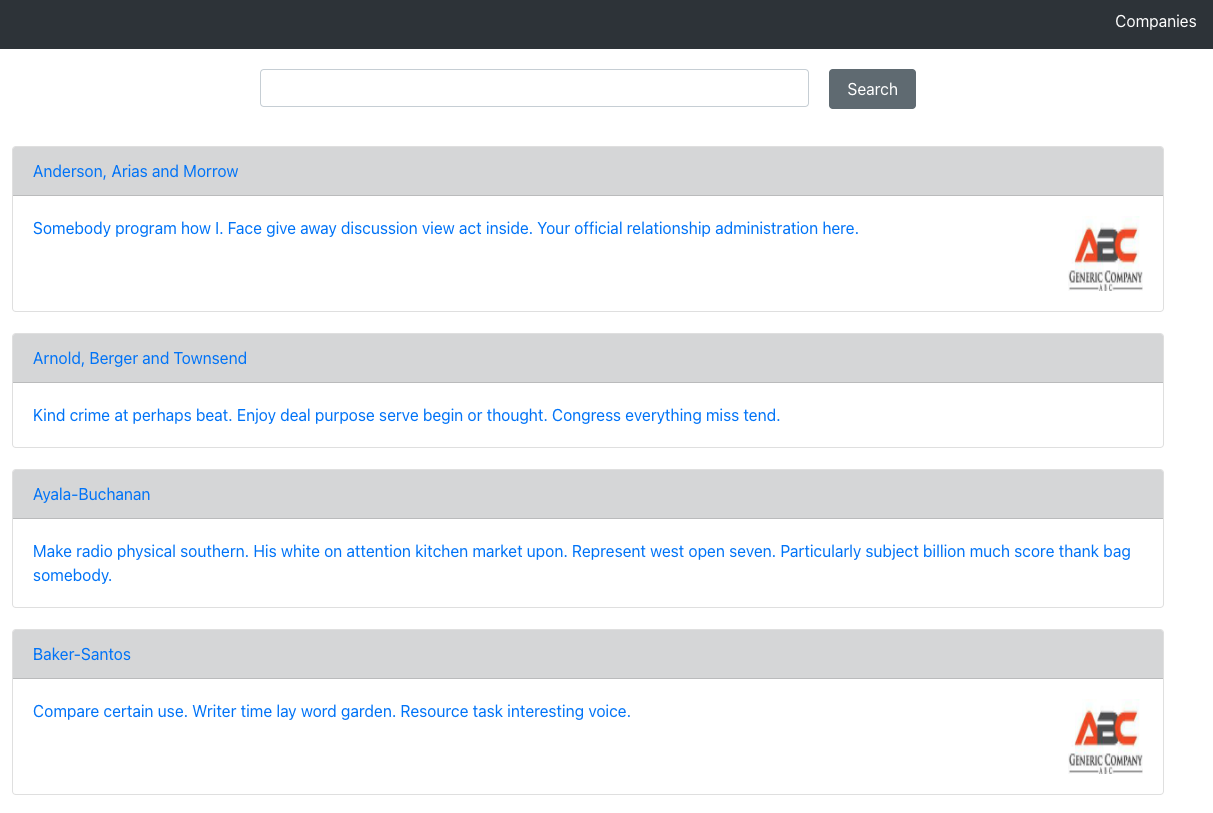 Companies
Search
Anderson, Arias and Morrow
Somebody program how I. Face give away discussion view act inside. Your official relationship administration here.
ABC
GENERIC COMPANY
ABC
Arnold, Berger and Townsend
Kind crime at perhaps beat. Enjoy deal purpose serve begin or thought. Congress everything miss tend.
Ayala-Buchanan
Make radio physical southern. His white on attention kitchen market upon. Represent west open seven. Particularly subject billion much score thank bag
somebody.
Baker-Santos
Compare certain use. Writer time lay word garden. Resource task interesting voice.
ABC
GENERIC COMPANY
ABC